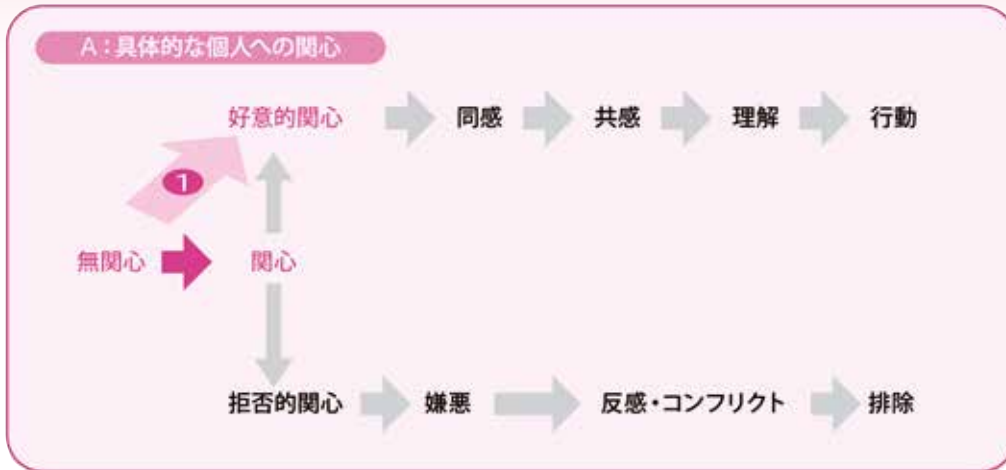 A：具体的な個人への関心
好意的関心 同感 共感 理解 行動
1
無関心 関心
拒否的関心 嫌悪 反感・コンフリクト 排除